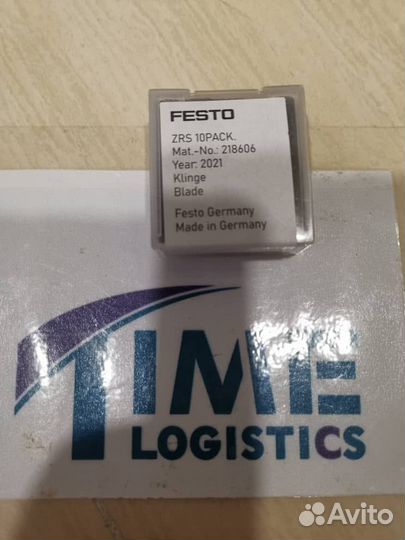 FESTO
ZRS 10PACK.
Mat.-No.: 218606
Year: 2021
Klinge
Blade
Festo Germany
Made in Germany
TIME
LOGISTICS
Avito